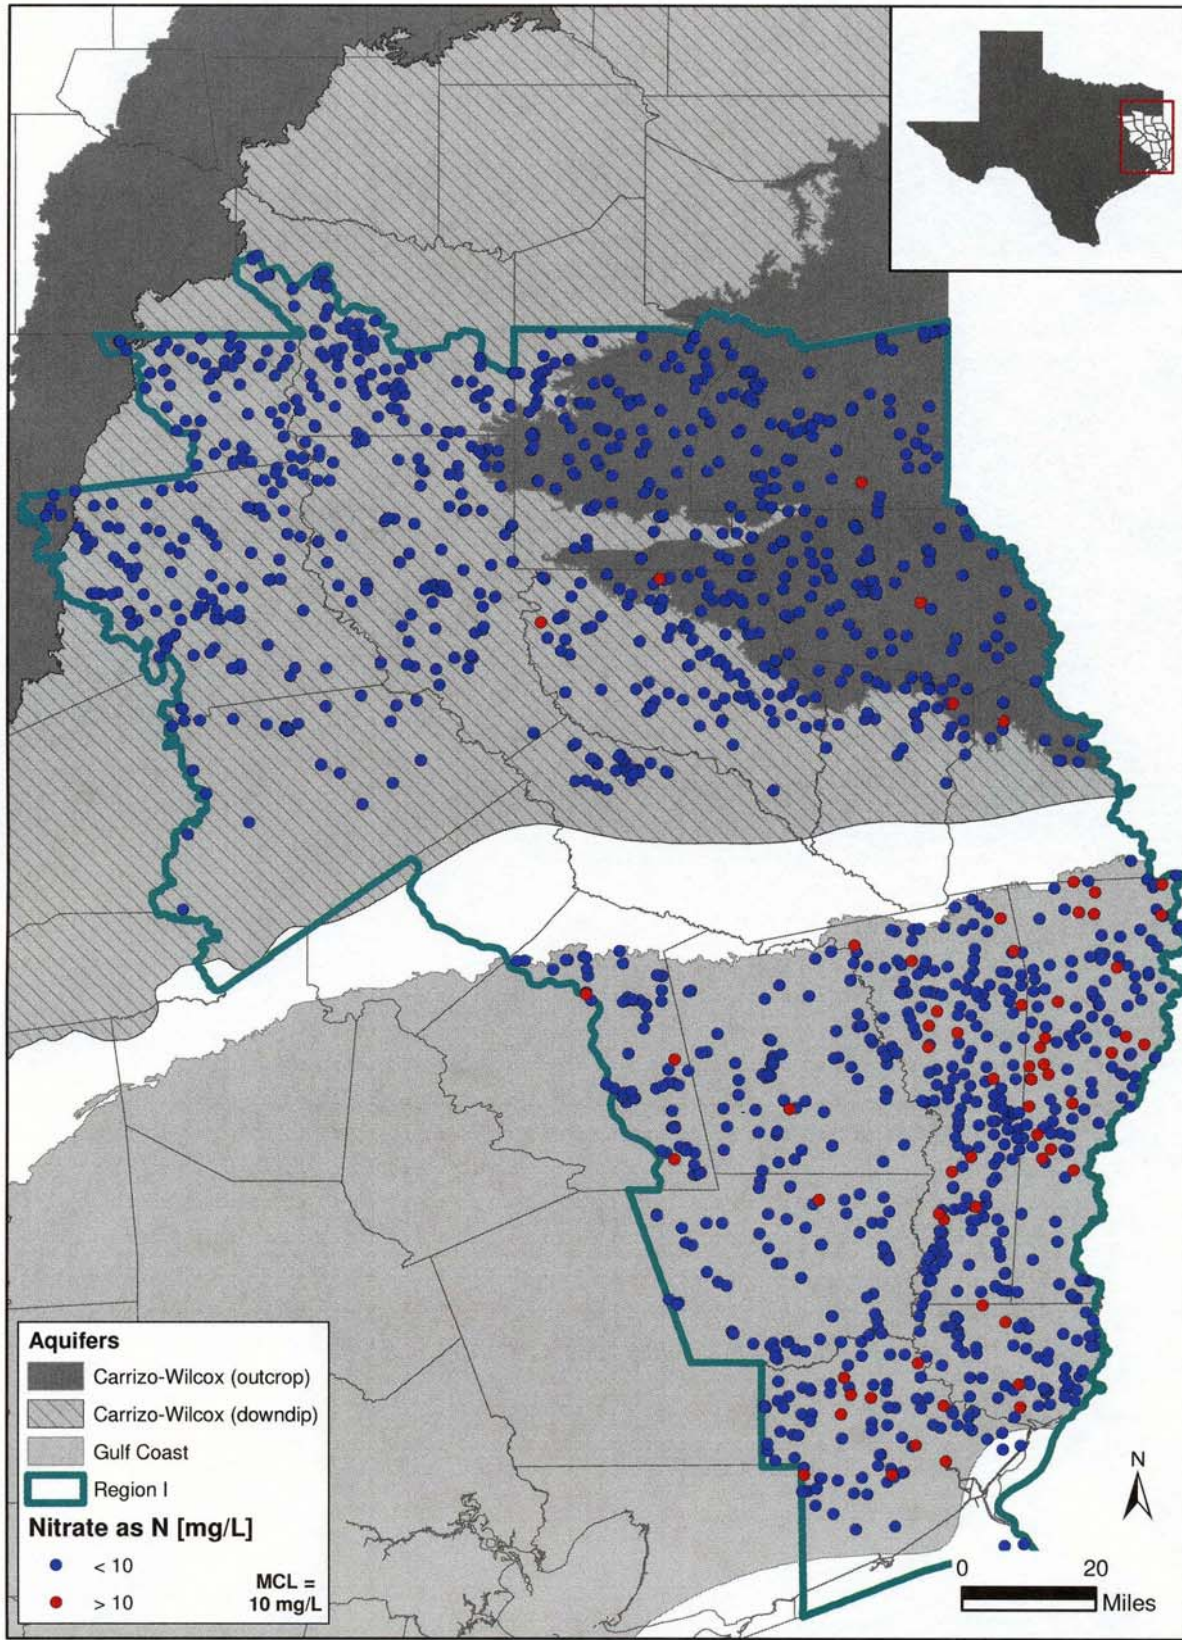 Aquifers
Carrizo-Wilcox (outcrop)
Carrizo-Wilcox (downdip)
Gulf Coast
Region I
Nitrate as N [mg/L]
< 10
> 10
MCL =
10 mg/L
N
0 20
Miles